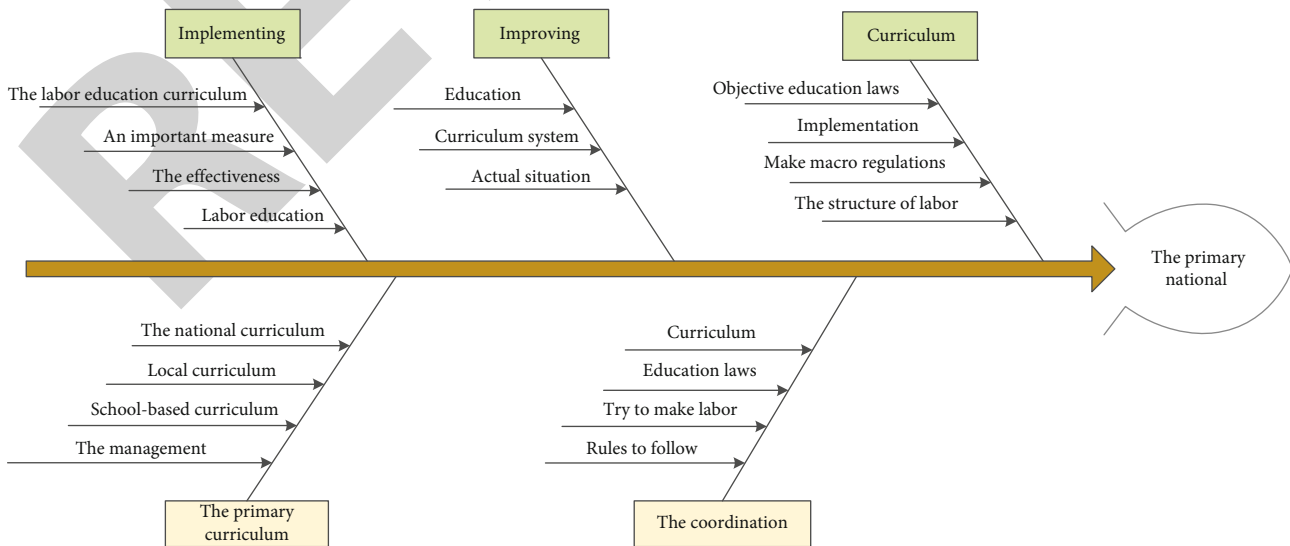 Implementing
Improving
Curriculum
The labor education curriculum
An important measure
The effectiveness
Labor education
Education
Curriculum system
Actual situation
Objective education laws
Implementation
Make macro regulations
The structure of labor
The primary
national
The national curriculum
Local curriculum
School-based curriculum
The management
Curriculum
Education laws
Try to make labor
Rules to follow
The primary
curriculum
The coordination